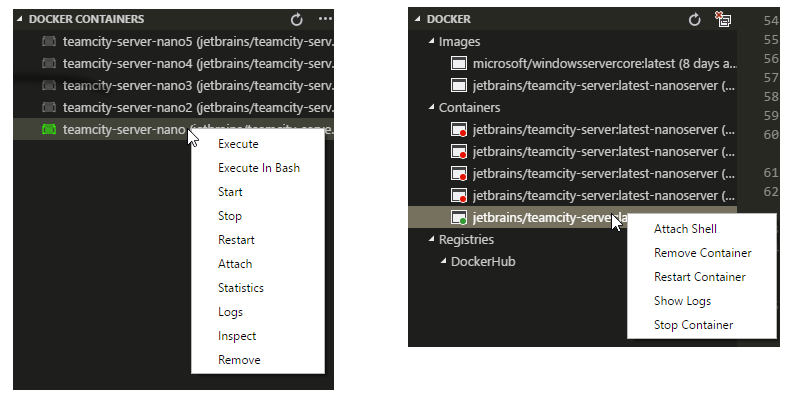 DOCKER CONTAINERS
teamcity-server-nano5 (jetbrains/teamcity-serv...
teamcity-server-nano4 (jetbrains/teamcity-serv...
teamcity-server-nano3 (jetbrains/teamcity-serv...
teamcity-server-nano2 (jetbrains/teamcity-serv...
teamcity-server-nano (jetbrains/teamcity-serve...
Execute
Execute In Bash
Start
Stop
Restart
Attach
Statistics
Logs
Inspect
Remove
DOCKER
Images
microsoft/windowsservercore:latest (8 days a...
jetbrains/teamcity-server:latest-nanoserver (...
Containers
jetbrains/teamcity-server:latest-nanoserver (...
jetbrains/teamcity-server:latest-nanoserver (...
jetbrains/teamcity-server:latest-nanoserver (...
jetbrains/teamcity-server:latest-nanoserver (...
jetbrains/teamcity-server:la
Registries
DockerHub
Attach Shell
Remove Container
Restart Container
Show Logs
Stop Container
54
55
56
57
58
59
60
61
62